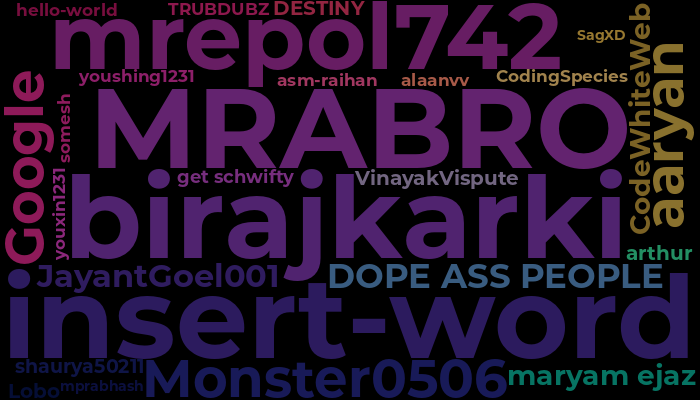 hello-world
TRUBDUBZ
DESTINY
mrepol742
SagXD
CodeWhiteWeb
aaryan
youshing1231
asm-raihan
alaanvv
CodingSpecies
Google
somesh
MRABRO
youxin1231
get schwifty
VinayakVispute
birajkarki
arthur
JayantGoel001
DOPE ASS PEOPLE
insert-word
shaurya50211
Monster0506
maryam ejaz
Lobo
mprabhash